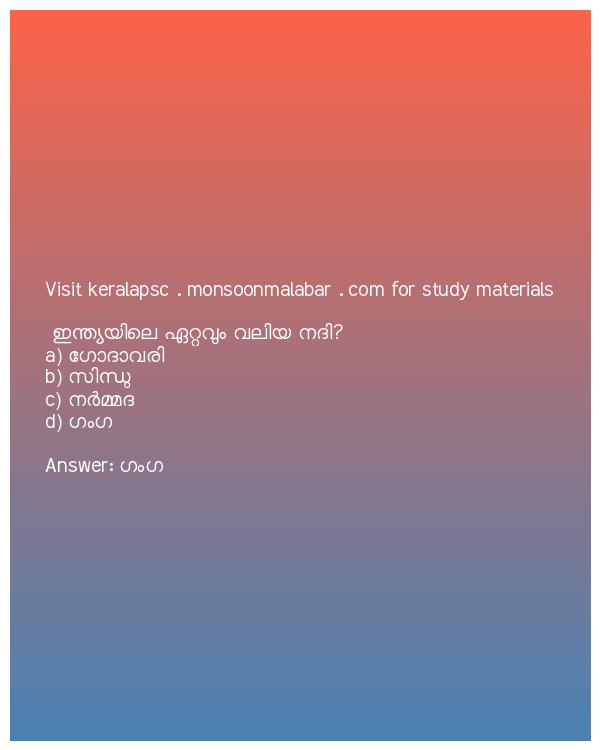 Visit keralapsc . monsoonmalabar . com for study materials
ഇന്ത്യയിലെ ഏറ്റവും വലിയ നദി?
a) ഗോദാവരി
b) സിന്ധു
c) നർമ്മദ
d) ഗംഗ
Answer: ഗംഗ